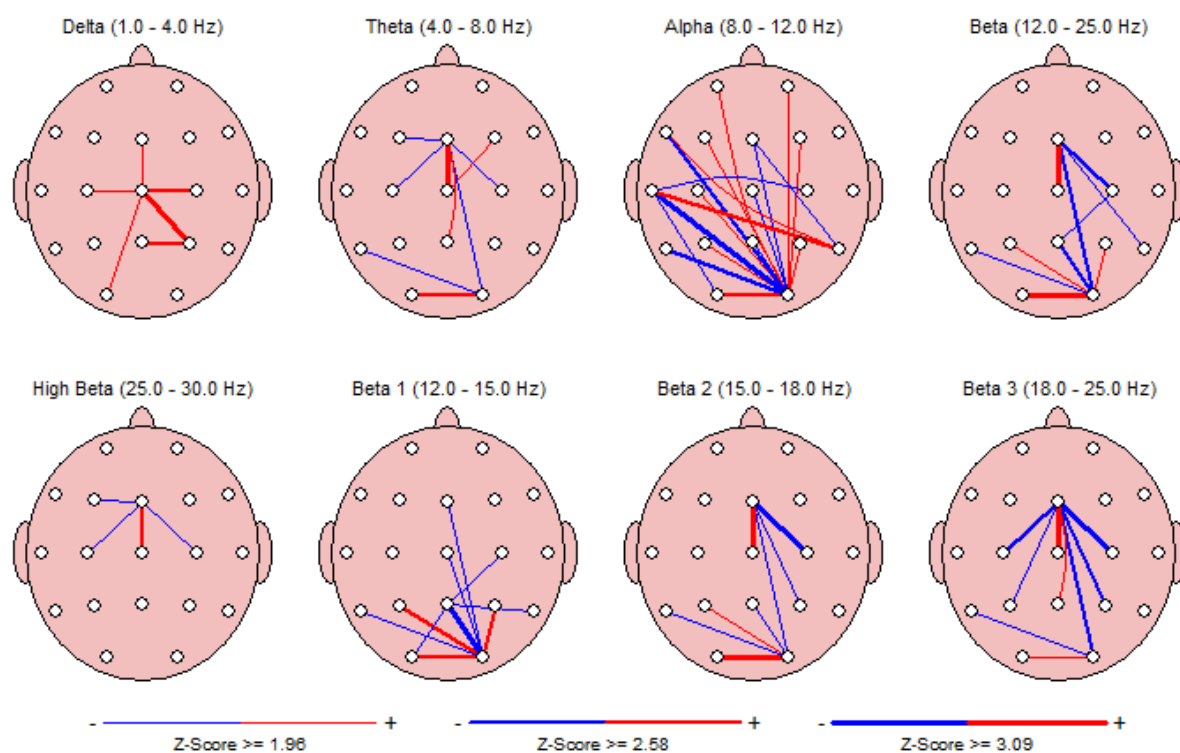 Delta (1.0 - 4.0 Hz) Theta (4.0 - 8.0 Hz) Alpha (8.0 - 12.0 Hz) Beta (12.0 - 25.0 Hz)
High Beta (25.0 - 30.0 Hz) Beta 1 (12.0 - 15.0 Hz) Beta 2 (15.0 - 18.0 Hz) Beta 3 (18.0 - 25.0 Hz)
- + - + - +
Z-Score >= 1.96 Z-Score >= 2.58 Z-Score >= 3.09